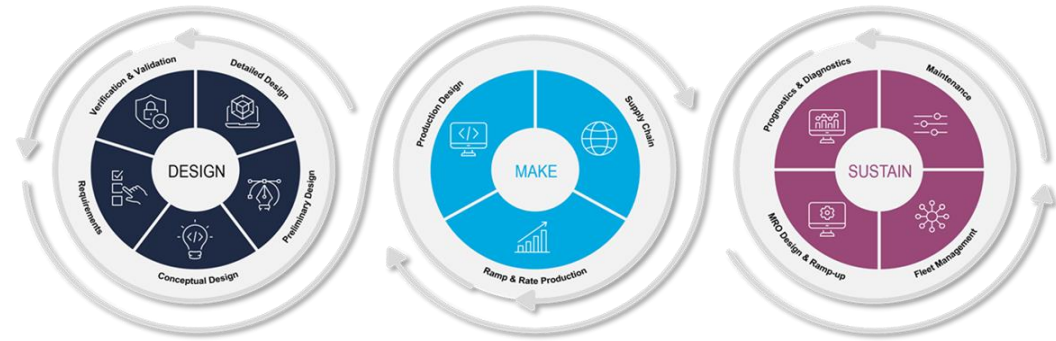 Verification & Validation
Detailed Design
Requirements
DESIGN
Preliminary Design
Conceptual Design
Production Design
Supply Chain
MAKE
Ramp & Rate Production
Prognostics & Diagnostics
Maintenance
SUSTAIN
MRO Design & Ramp-up
Fleet Management